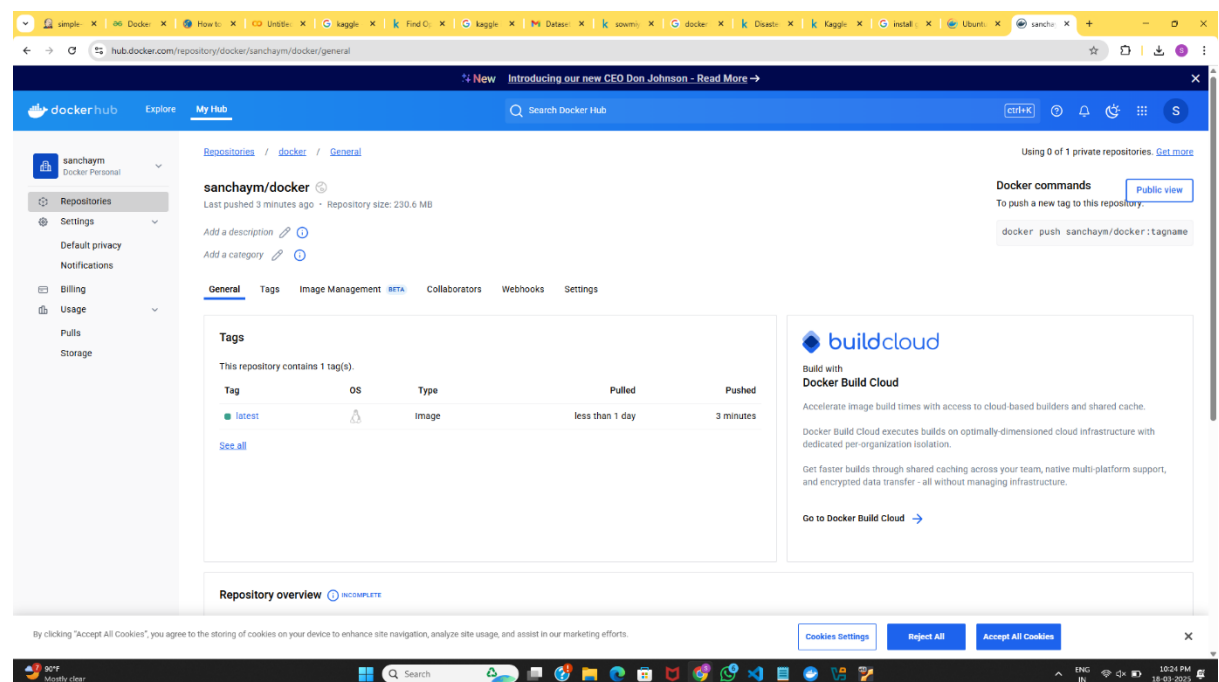 simple-
Docker
How to
Untitle
kaggle
Find O
kaggle
Dataset
sowmiy
docker
Disaste
Kaggle
install
Ubuntu
sancha
hub.docker.com/repository/docker/sanchaym/docker/general
New Introducing our new CEO Don Johnson - Read More →
dockerhub Explore My Hub Search Docker Hub ctrl+K S
sanchaym
Docker Personal
Repositories
Settings
Default privacy
Notifications
Billing
Usage
Pulls
Storage
Repositories / docker / General
Using 0 of 1 private repositories. Get more
sanchaym/docker
Last pushed 3 minutes ago • Repository size: 230.6 MB
Add a description
Add a category
Docker commands
Public view
To push a new tag to this repository:
docker push sanchaym/docker:tagname
General Tags Image Management BETA Collaborators Webhooks Settings
Tags
This repository contains 1 tag(s).
Tag OS Type Pulled Pushed
latest Image less than 1 day 3 minutes
See all
buildcloud
Build with
Docker Build Cloud
Accelerate image build times with access to cloud-based builders and shared cache.
Docker Build Cloud executes builds on optimally-dimensioned cloud infrastructure with
dedicated per-organization isolation.
Get faster builds through shared caching across your team, native multi-platform support,
and encrypted data transfer - all without managing infrastructure.
Go to Docker Build Cloud →
Repository overview INCOMPLETE
By clicking "Accept All Cookies", you agree to the storing of cookies on your device to enhance site navigation, analyze site usage, and assist in our marketing efforts.
Cookies Settings Reject All Accept All Cookies
90°F
Mostly clear
Search
ENG
IN
10:24 PM
18-03-2025